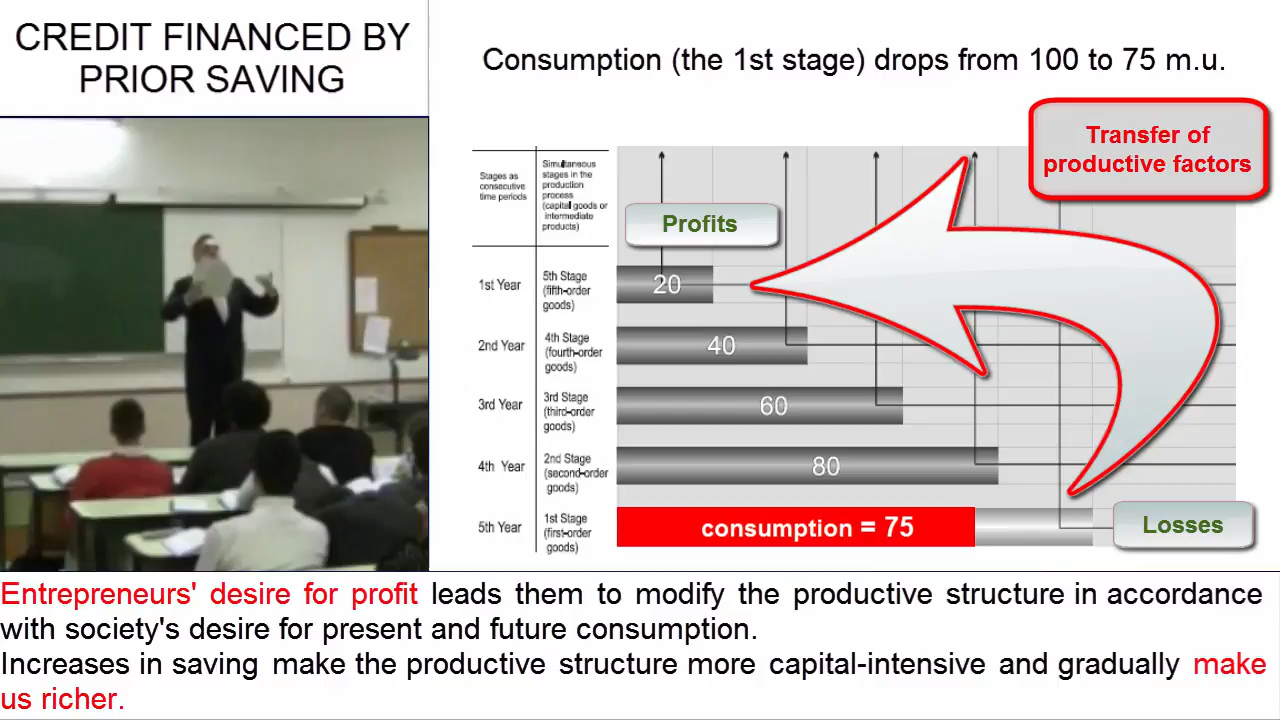 CREDIT FINANCED BY
PRIOR SAVING
Consumption (the 1st stage) drops from 100 to 75 m.u.
Transfer of
productive factors
Stages as
consecutive
time periods
Simultaneous
stages in the
production
process
(capital goods or
intermediate
products)
Profits
1st Year
5th Stage
(fifth-order
goods)
20
2nd Year
4th Stage
(fourth-order
goods)
40
3rd Year
3rd Stage
(third-order
goods)
60
4th Year
2nd Stage
(second-order
goods)
80
5th Year
1st Stage
(first-order
goods)
consumption = 75
Losses
Entrepreneurs' desire for profit leads them to modify the productive structure in accordance
with society's desire for present and future consumption.
Increases in saving make the productive structure more capital-intensive and gradually make
us richer.